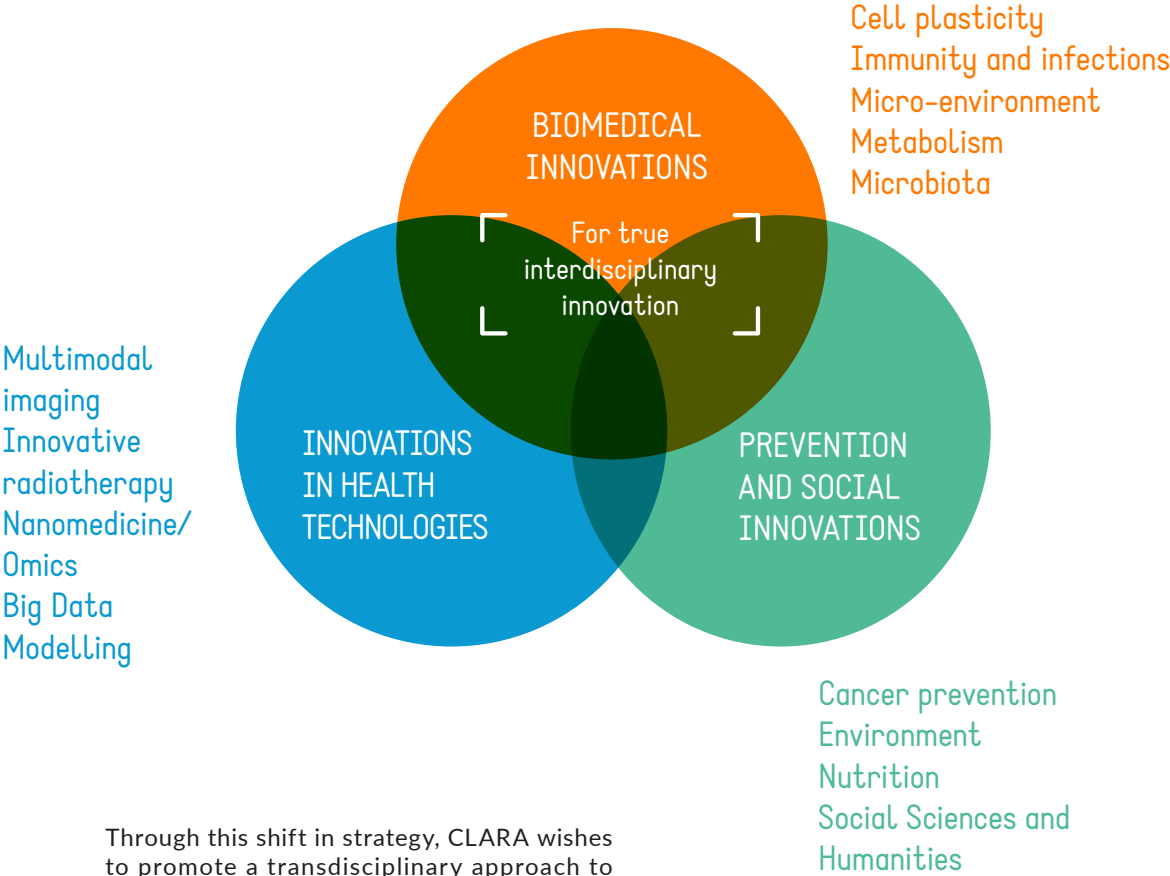 Cell plasticity
Immunity and infections
Micro-environment
Metabolism
Microbiota
BIOMEDICAL
INNOVATIONS
For true
interdisciplinary
innovation
Multimodal
imaging
Innovative
radiotherapy
Nanomedicine/
Omics
Big Data
Modelling
INNOVATIONS
IN HEALTH
TECHNOLOGIES
PREVENTION
AND SOCIAL
INNOVATIONS
Cancer prevention
Environment
Nutrition
Social Sciences and
Humanities
Through this shift in strategy, CLARA wishes
to promote a transdisciplinary approach to